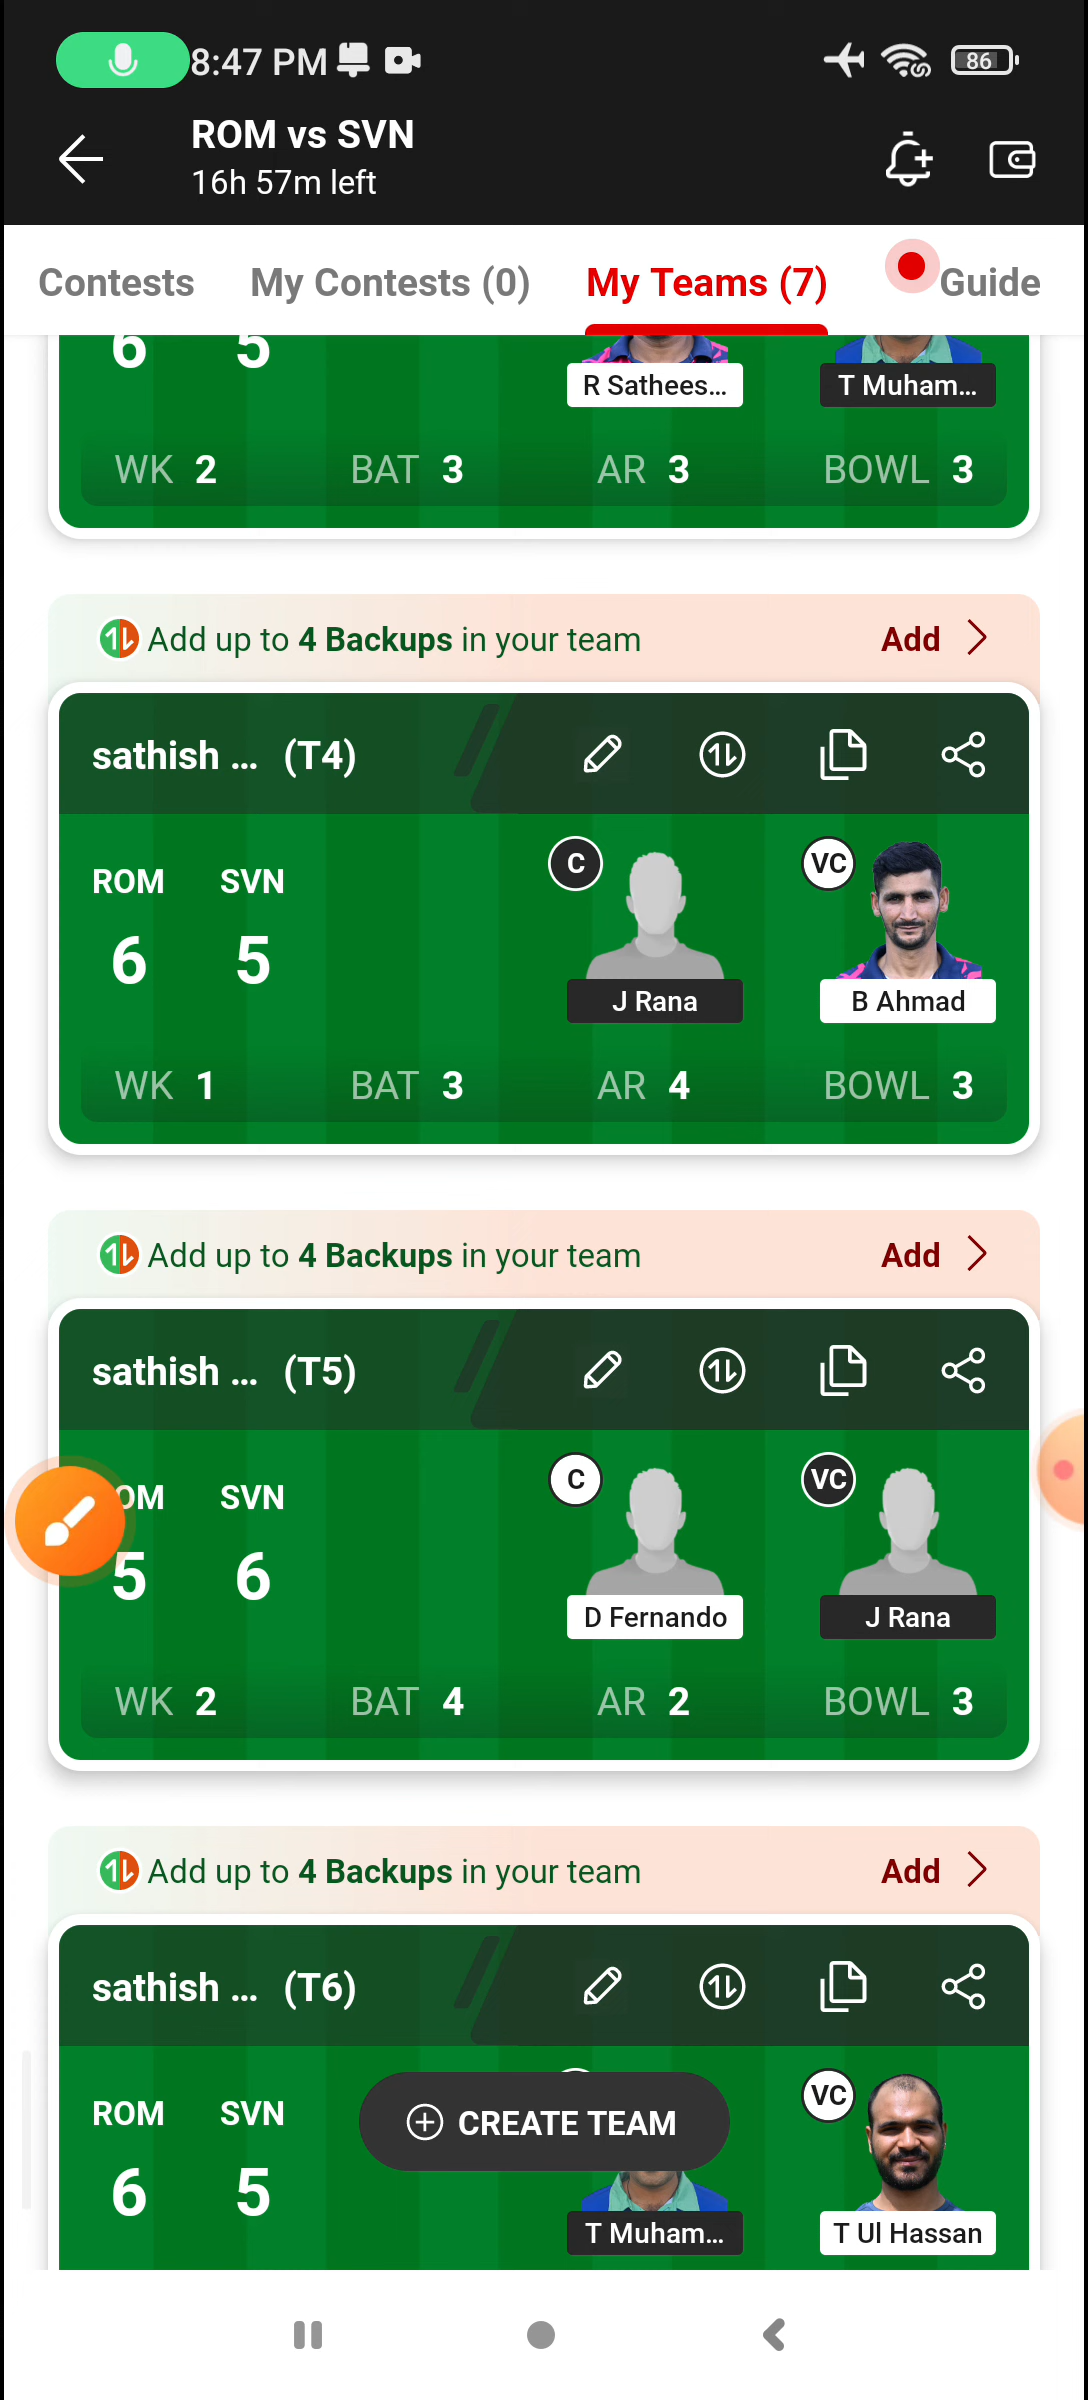 8:47 PM
86
ROM vs SVN
16h 57m left
Contests My Contests (0) My Teams (7) Guide
6 5
R Sathees... T Muham...
WK 2 BAT 3 AR 3 BOWL 3
Add up to 4 Backups in your team Add
sathish ... (T4)
C VC
ROM SVN
6 5
J Rana B Ahmad
WK 1 BAT 3 AR 4 BOWL 3
Add up to 4 Backups in your team Add
sathish ... (T5)
C VC
OM SVN
5 6
D Fernando J Rana
WK 2 BAT 4 AR 2 BOWL 3
Add up to 4 Backups in your team Add
sathish ... (T6)
VC
ROM SVN
CREATE TEAM
6 5
T Muham... T Ul Hassan